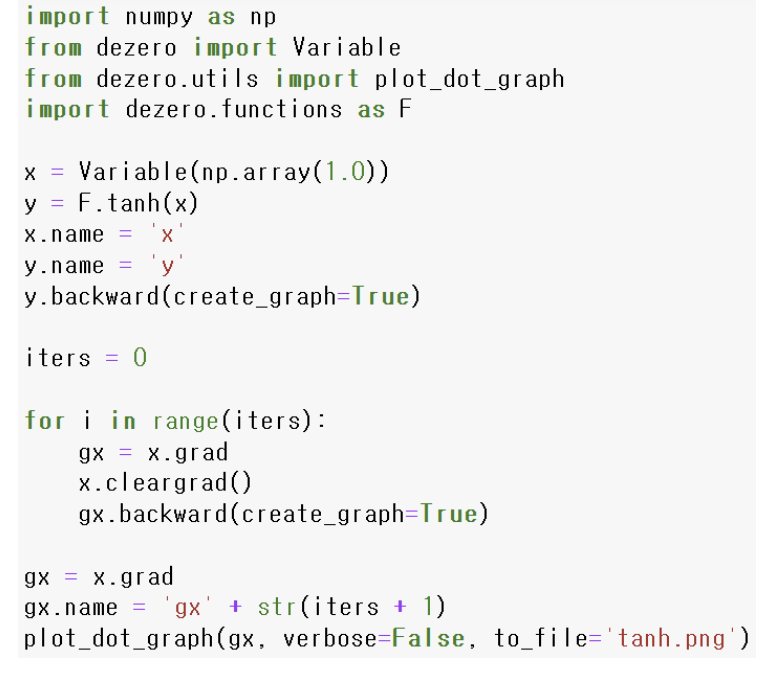 import numpy as np
from dezero import Variable
from dezero.utils import plot_dot_graph
import dezero.functions as F

x = Variable(np.array(1.0))
y = F.tanh(x)
x.name = 'x'
y.name = 'y'
y.backward(create_graph=True)

iters = 0

for i in range(iters):
    gx = x.grad
    x.cleargrad()
    gx.backward(create_graph=True)

gx = x.grad
gx.name = 'gx' + str(iters + 1)
plot_dot_graph(gx, verbose=False, to_file='tanh.png')